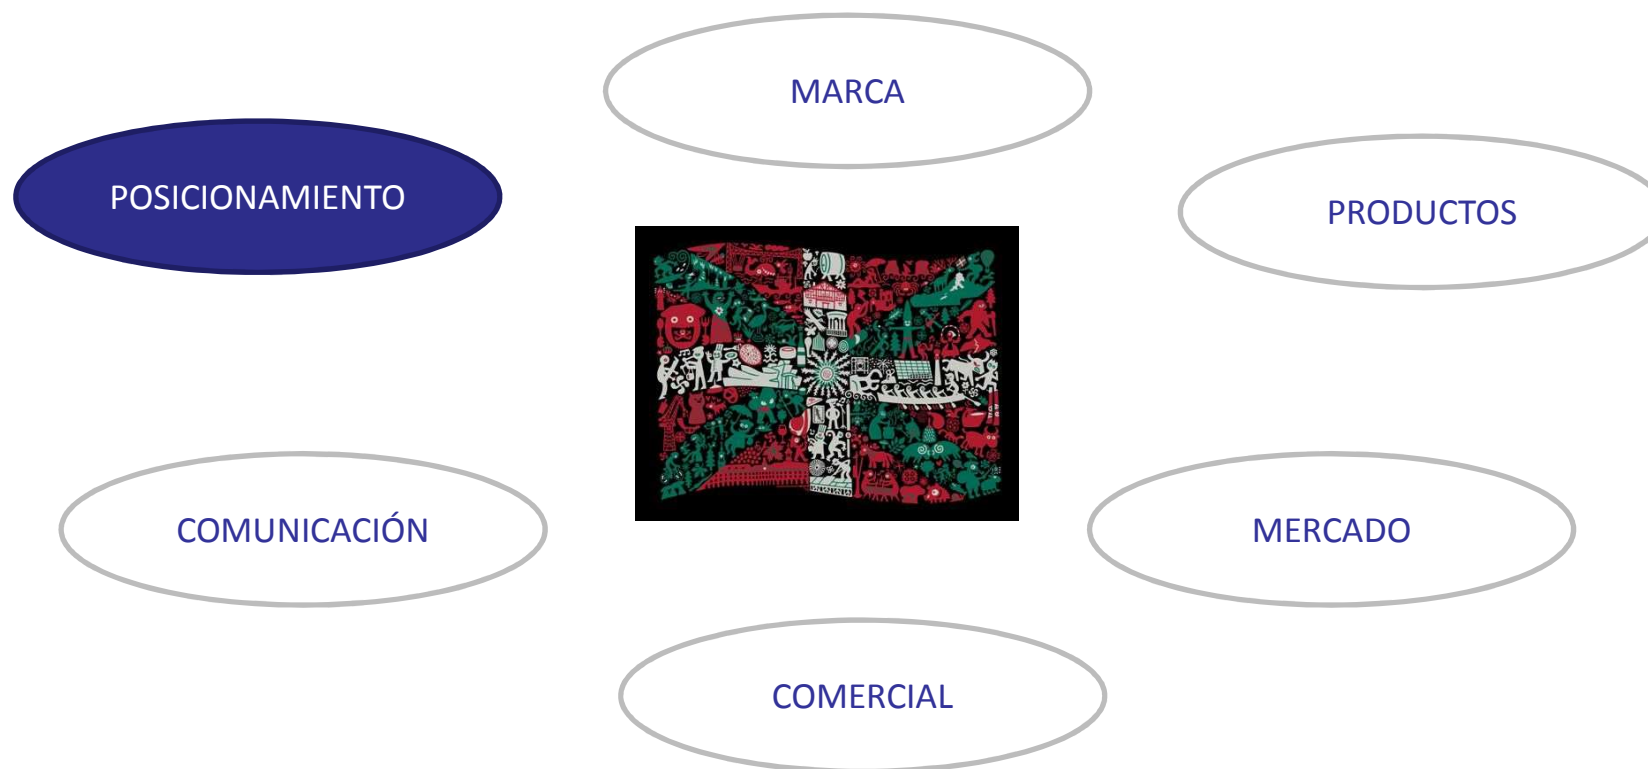 MARCA
POSICIONAMIENTO
PRODUCTOS
COMUNICACIÓN
MERCADO
COMERCIAL